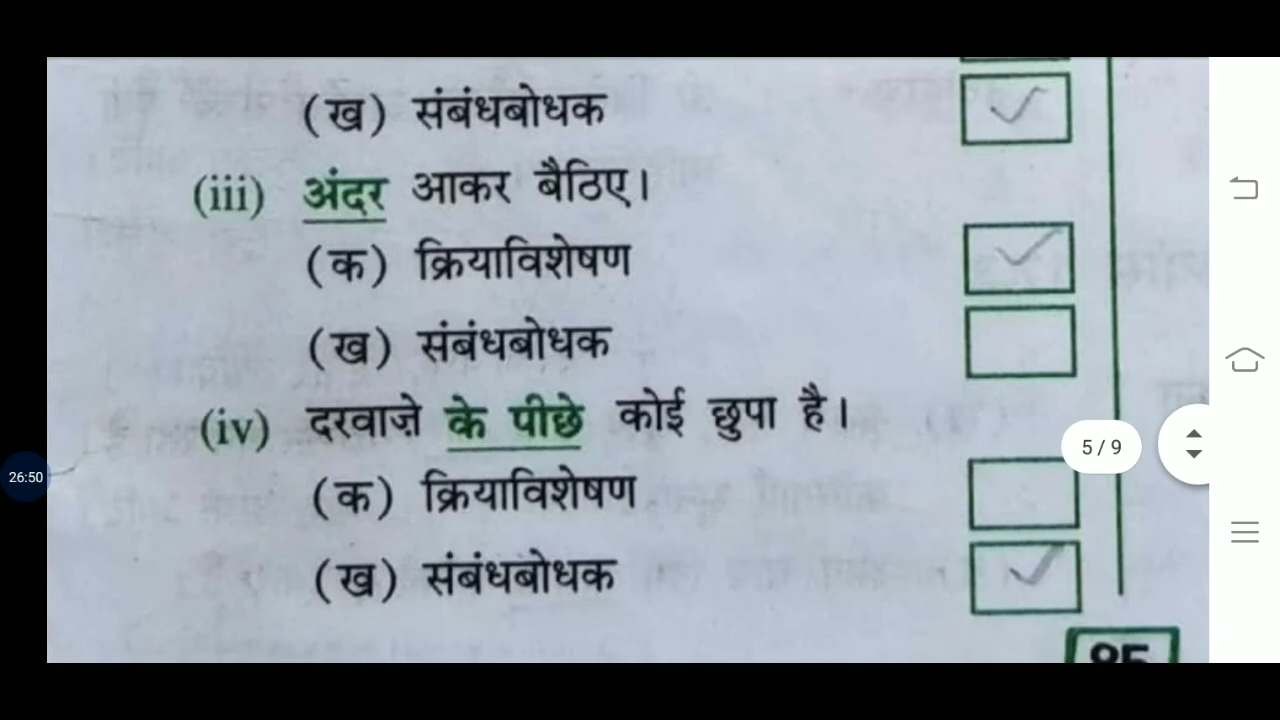 (ख) संबंधबोधक
(iii) अंदर आकर बैठिए।
(क) क्रियाविशेषण
(ख) संबंधबोधक
(iv) दरवाज़े के पीछे कोई छुपा है।
(क) क्रियाविशेषण
(ख) संबंधबोधक
5 / 9
26:50